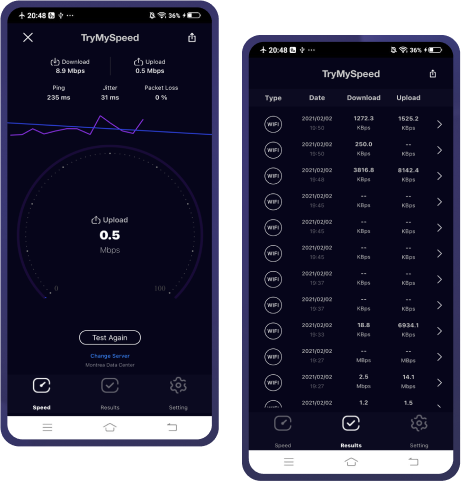 20:48
36%
TryMySpeed
Download Upload
8.9 Mbps 0.5 Mbps
Ping Jitter Packet Loss
235 ms 31 ms 0 %
Upload
0.5
Mbps
Test Again
Change Server
Montlea Data Center
Speed Results Setting
20:48
36%
TryMySpeed
Type Date Download Upload
WIFI 2021/02/02 19:50 1272.3 KBps 1525.2 KBps
WIFI 2021/02/02 19:50 250.0 KBps -- KBps
WIFI 2021/02/02 19:48 3816.8 KBps 8142.4 KBps
WIFI 2021/02/02 19:46 -- KBps -- KBps
WIFI 2021/02/02 19:45 -- KBps -- KBps
WIFI 2021/02/02 19:45 -- KBps -- KBps
WIFI 2021/02/02 19:37 -- KBps -- KBps
WIFI 2021/02/02 19:37 -- KBps -- KBps
WIFI 2021/02/02 19:33 18.8 KBps 6934.1 KBps
WIFI 2021/02/02 19:27 -- MBps -- MBps
WIFI 2021/02/02 19:27 2.5 Mbps 14.1 Mbps
WIFI 2021/02/02 1.2 1.5
Speed Results Setting